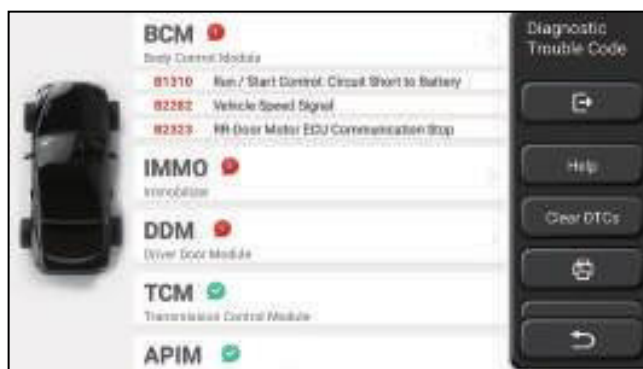 BCM
Body Control Module
B1310 Run / Start Control: Circuit Short to Battery
B2282 Vehicle Speed Signal
B2323 RR Door Motor ECU Communication Stop
IMMO
Immobilizer
DDM
Driver Door Module
TCM
Transmission Control Module
APIM
Diagnostic
Trouble Code
Help
Clear DTCs